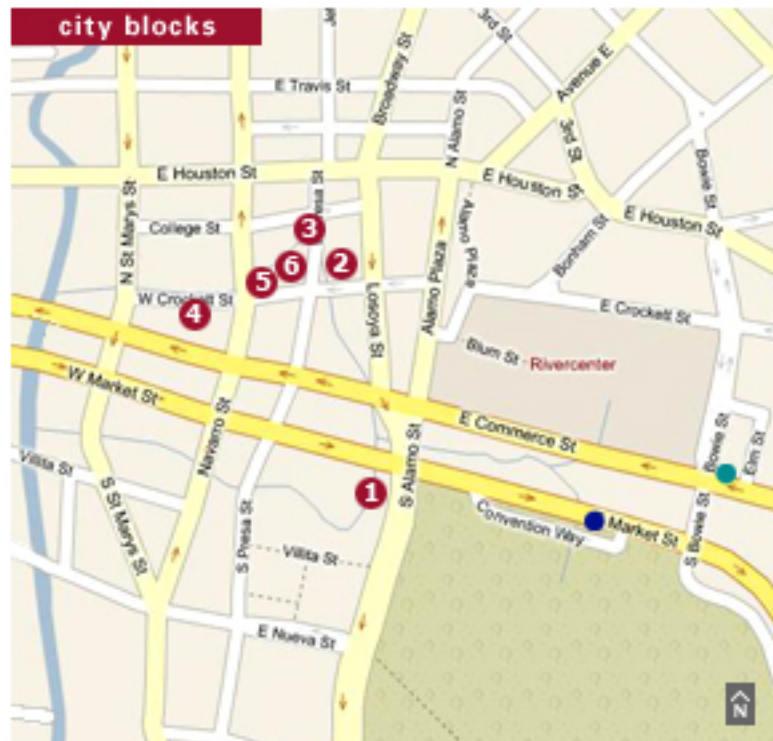 city blocks
3rd St
Broadway St
Avenue E
E Travis St
N Alamo St
3rd St
Bowie St
E Houston St
E Houston St
E Houston St
N St Marys St
College St
Alamo Plaza
Bonham St
3
6
2
5
4
W Crockett St
Losoya St
Alamo Plaza
E Crockett St
Blum St
Rivercenter
W Market St
E Commerce St
Navarro St
S Alamo St
Bowie St
Elm St
Villita St
1
S St Marys St
S Presa St
Convention Way
Market St
S Bowie St
Villita St
E Nueva St
N